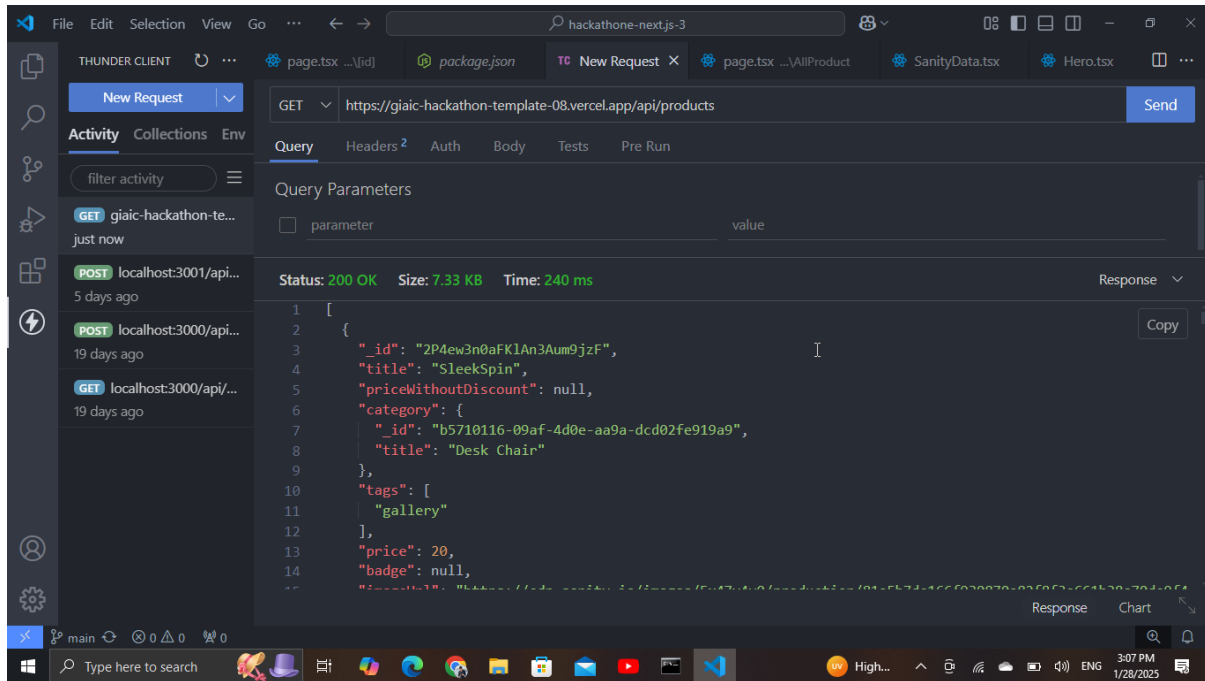 File Edit Selection View Go ··· hackathone-next.js-3
THUNDER CLIENT ···
page.tsx ...\[id] package.json TC New Request page.tsx ...\AllProduct SanityData.tsx Hero.tsx ···
New Request
Activity Collections Env
filter activity
GET giaic-hackathon-te...
just now
POST localhost:3001/api...
5 days ago
POST localhost:3000/api...
19 days ago
GET localhost:3000/api/...
19 days ago
GET https://giaic-hackathon-template-08.vercel.app/api/products Send
Query Headers 2 Auth Body Tests Pre Run
Query Parameters
parameter value
Status: 200 OK Size: 7.33 KB Time: 240 ms Response
Copy
1 [
2 {
3 "_id": "2P4ew3n0aFKlAn3Aum9jzF",
4 "title": "SleekSpin",
5 "priceWithoutDiscount": null,
6 "category": {
7 "_id": "b5710116-09af-4d0e-aa9a-dcd02fe919a9",
8 "title": "Desk Chair"
9 },
10 "tags": [
11 "gallery"
12 ],
13 "price": 20,
14 "badge": null,
15
Response Chart
main 0 0 0
Type here to search UV High... ENG 3:07 PM
1/28/2025